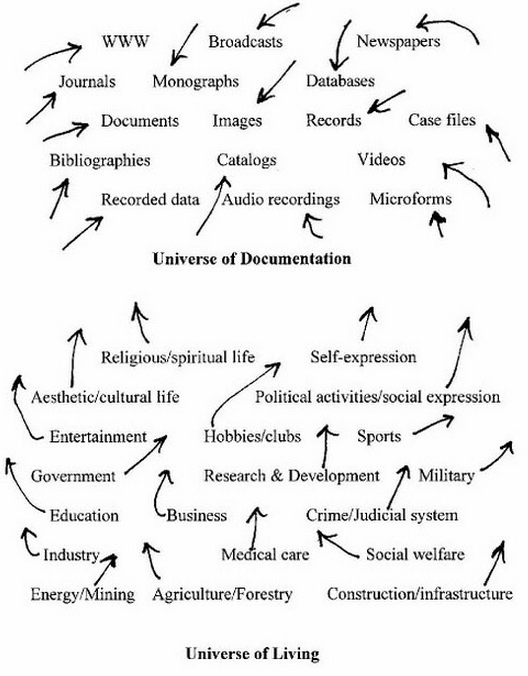 WWW Broadcasts Newspapers
Journals Monographs Databases
Documents Images Records Case files
Bibliographies Catalogs Videos
Recorded data Audio recordings Microforms
Universe of Documentation
Religious/spiritual life Self-expression
Aesthetic/cultural life Political activities/social expression
Entertainment Hobbies/clubs Sports
Government Research & Development Military
Education Business Crime/Judicial system
Industry Medical care Social welfare
Energy/Mining Agriculture/Forestry Construction/infrastructure
Universe of Living